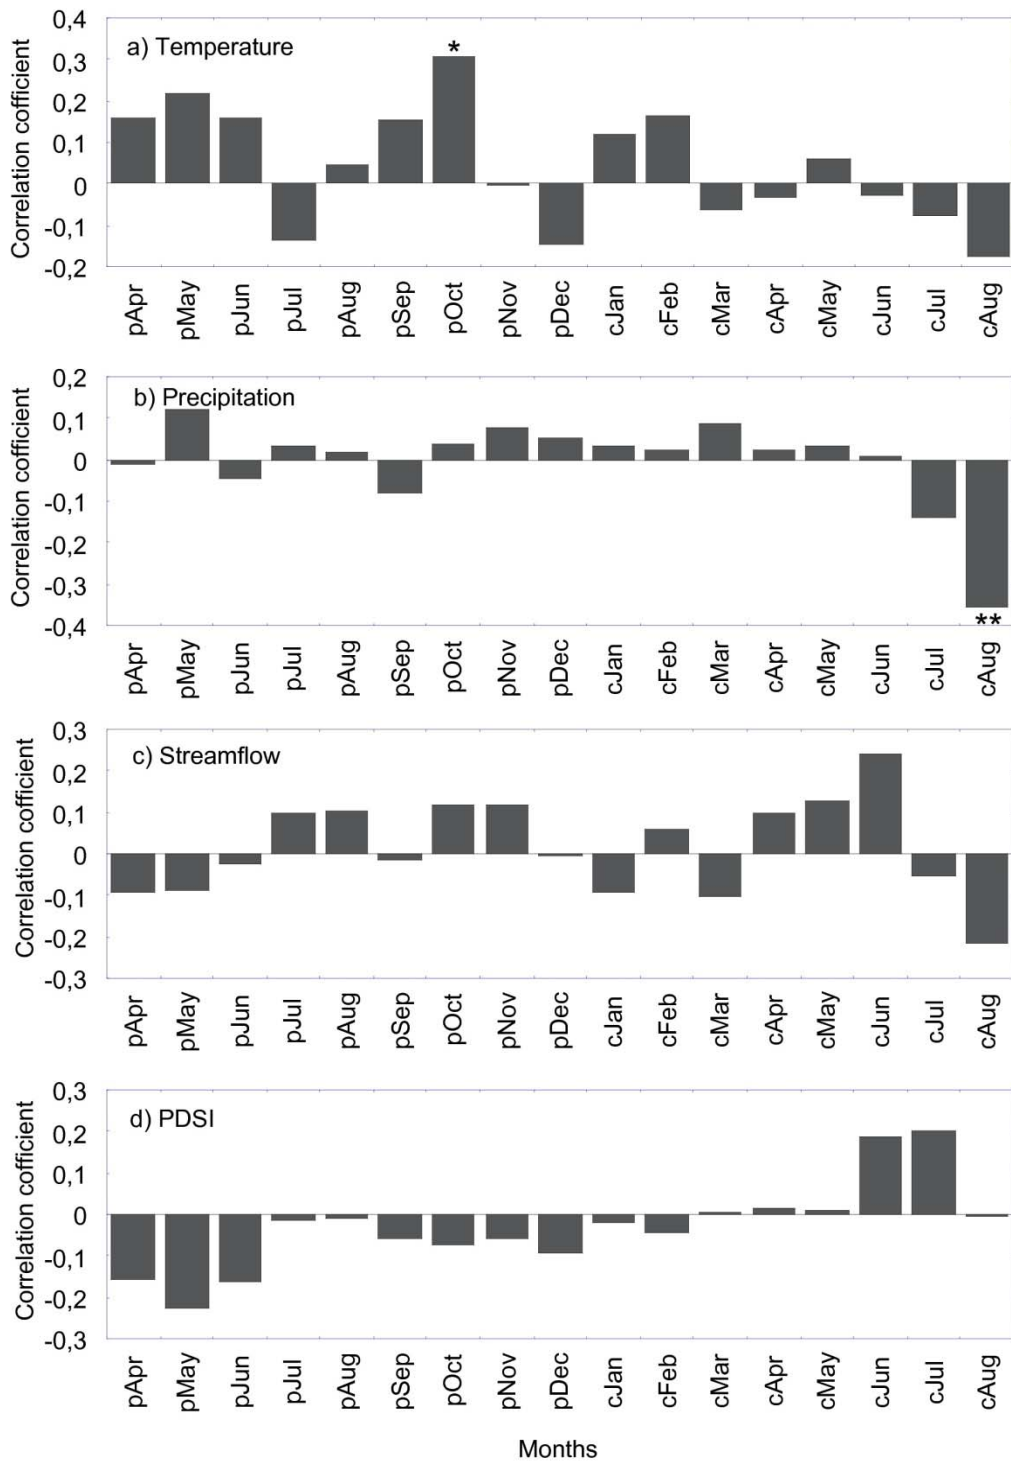 a) Temperature
*
Correlation cofficient
0,4
0,3
0,2
0,1
0
-0,1
-0,2
pApr pMay pJun pJul pAug pSep pOct pNov pDec cJan cFeb cMar cApr cMay cJun cJul cAug
b) Precipitation
Correlation cofficient
0,2
0,1
0
-0,1
-0,2
-0,3
-0,4
**
pApr pMay pJun pJul pAug pSep pOct pNov pDec cJan cFeb cMar cApr cMay cJun cJul cAug
c) Streamflow
Correlation cofficient
0,3
0,2
0,1
0
-0,1
-0,2
-0,3
pApr pMay pJun pJul pAug pSep pOct pNov pDec cJan cFeb cMar cApr cMay cJun cJul cAug
d) PDSI
Correlation cofficient
0,3
0,2
0,1
0
-0,1
-0,2
-0,3
pApr pMay pJun pJul pAug pSep pOct pNov pDec cJan cFeb cMar cApr cMay cJun cJul cAug
Months